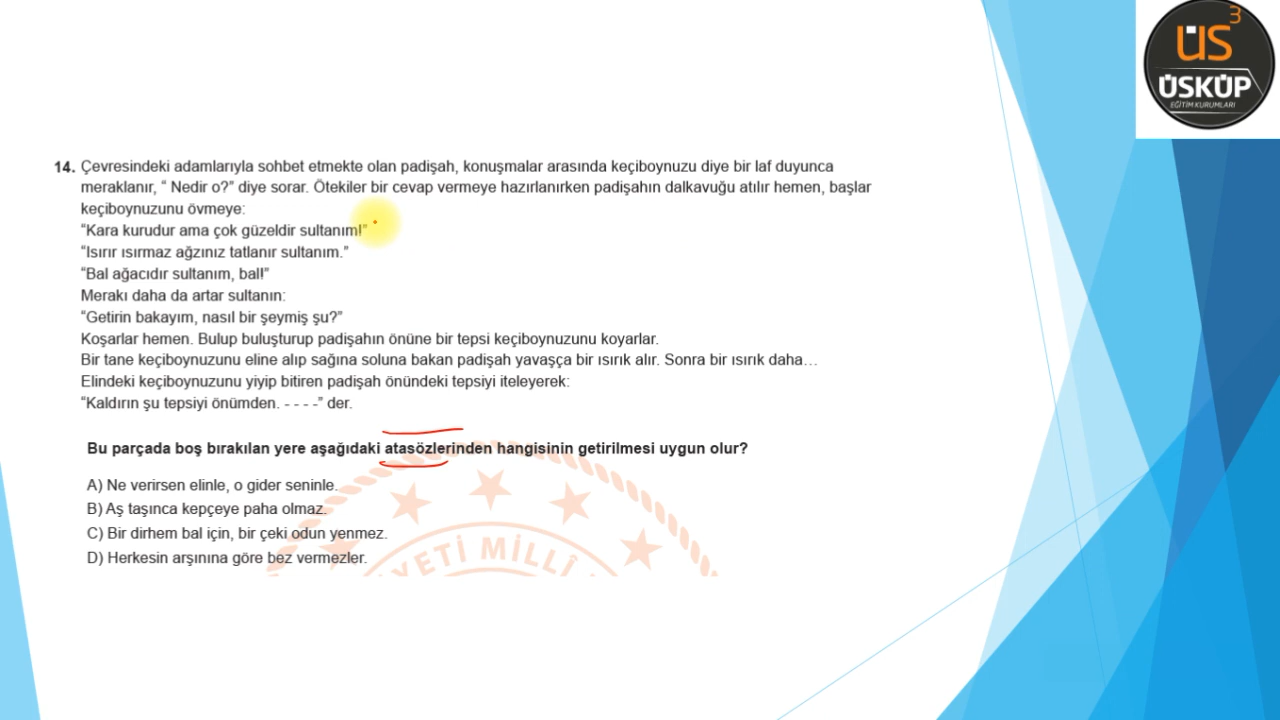 ÜS3
ÜSKÜP
EĞİTİM KURUMLARI
14. Çevresindeki adamlarıyla sohbet etmekte olan padişah, konuşmalar arasında keçiboynuzu diye bir laf duyunca
meraklanır, “ Nedir o?” diye sorar. Ötekiler bir cevap vermeye hazırlanırken padişahın dalkavuğu atılır hemen, başlar
keçiboynuzunu övmeye:
“Kara kurudur ama çok güzeldir sultanım!”
“Isırır ısırmaz ağzınız tatlanır sultanım.”
“Bal ağacıdır sultanım, bal!”
Merakı daha da artar sultanın:
“Getirin bakayım, nasıl bir şeymiş şu?”
Koşarlar hemen. Bulup buluşturup padişahın önüne bir tepsi keçiboynuzunu koyarlar.
Bir tane keçiboynuzunu eline alıp sağına soluna bakan padişah yavaşça bir ısırık alır. Sonra bir ısırık daha…
Elindeki keçiboynuzunu yiyip bitiren padişah önündeki tepsiyi iteleyerek:
“Kaldırın şu tepsiyi önümden. - - - -” der.
Bu parçada boş bırakılan yere aşağıdaki atasözlerinden hangisinin getirilmesi uygun olur?
A) Ne verirsen elinle, o gider seninle.
B) Aş taşınca kepçeye paha olmaz.
C) Bir dirhem bal için, bir çeki odun yenmez.
D) Herkesin arşınına göre bez vermezler.
YETİ MİLLÎ